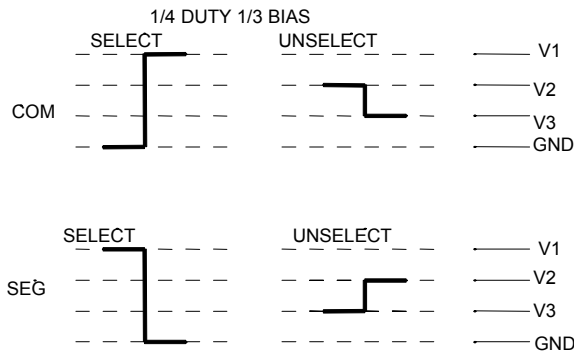 1/4 DUTY 1/3 BIAS
SELECT UNSELECT V1
V2
COM
V3
GND
SELECT UNSELECT V1
V2
SEG
V3
GND